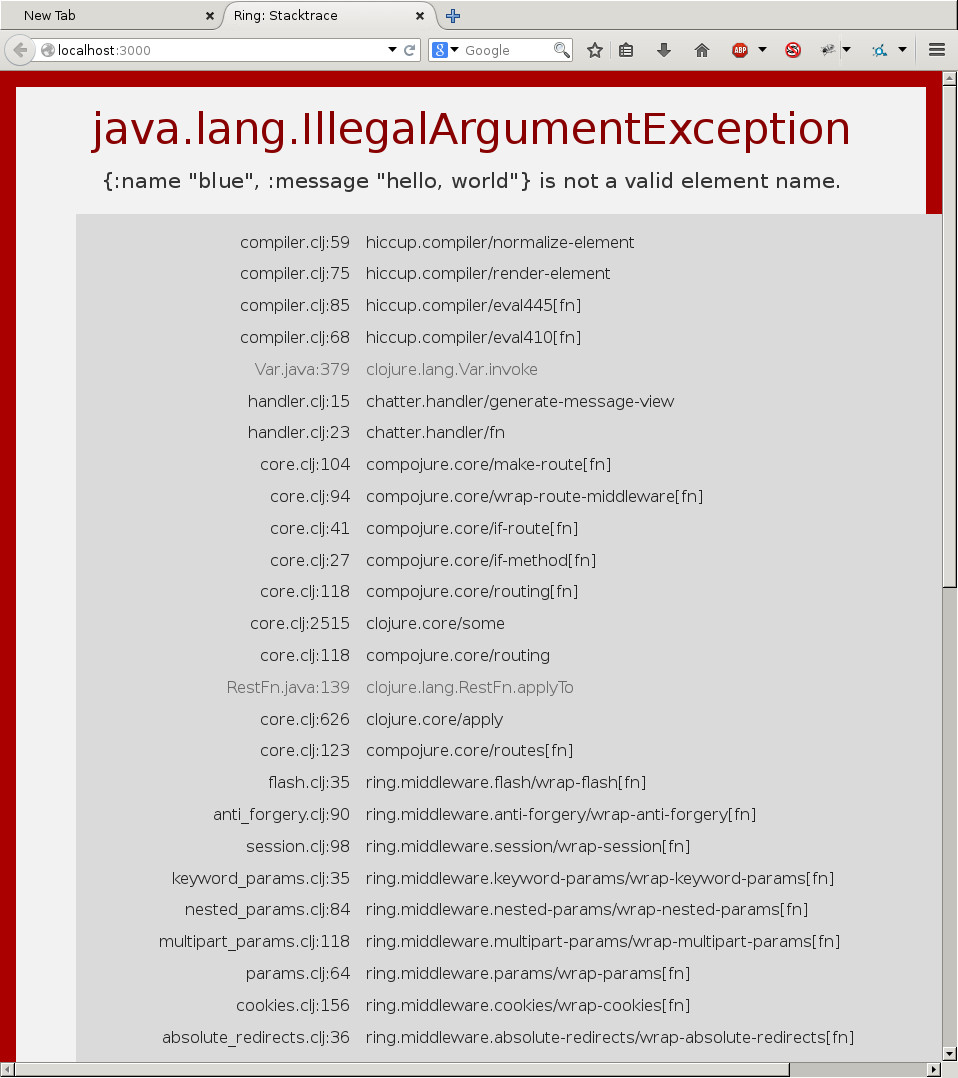 New Tab
Ring: Stacktrace
localhost:3000
8
Google
ABP
java.lang.IllegalArgumentException
{:name "blue", :message "hello, world"} is not a valid element name.
compiler.clj:59 hiccup.compiler/normalize-element
compiler.clj:75 hiccup.compiler/render-element
compiler.clj:85 hiccup.compiler/eval445[fn]
compiler.clj:68 hiccup.compiler/eval410[fn]
Var.java:379 clojure.lang.Var.invoke
handler.clj:15 chatter.handler/generate-message-view
handler.clj:23 chatter.handler/fn
core.clj:104 compojure.core/make-route[fn]
core.clj:94 compojure.core/wrap-route-middleware[fn]
core.clj:41 compojure.core/if-route[fn]
core.clj:27 compojure.core/if-method[fn]
core.clj:118 compojure.core/routing[fn]
core.clj:2515 clojure.core/some
core.clj:118 compojure.core/routing
RestFn.java:139 clojure.lang.RestFn.applyTo
core.clj:626 clojure.core/apply
core.clj:123 compojure.core/routes[fn]
flash.clj:35 ring.middleware.flash/wrap-flash[fn]
anti_forgery.clj:90 ring.middleware.anti-forgery/wrap-anti-forgery[fn]
session.clj:98 ring.middleware.session/wrap-session[fn]
keyword_params.clj:35 ring.middleware.keyword-params/wrap-keyword-params[fn]
nested_params.clj:84 ring.middleware.nested-params/wrap-nested-params[fn]
multipart_params.clj:118 ring.middleware.multipart-params/wrap-multipart-params[fn]
params.clj:64 ring.middleware.params/wrap-params[fn]
cookies.clj:156 ring.middleware.cookies/wrap-cookies[fn]
absolute_redirects.clj:36 ring.middleware.absolute-redirects/wrap-absolute-redirects[fn]